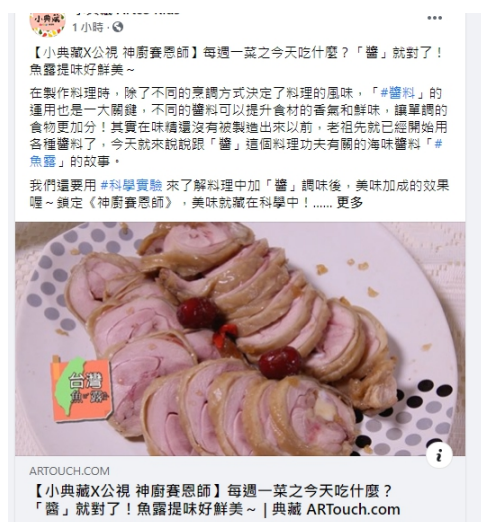 小典藏
小典藏 ARTco Kids
1 小時 ·
【小典藏X公視 神廚賽恩師】每週一菜之今天吃什麼？「醬」就對了！
魚露提味好鮮美～
在製作料理時，除了不同的烹調方式決定了料理的風味，「#醬料」的
運用也是一大關鍵，不同的醬料可以提升食材的香氣和鮮味，讓單調的
食物更加分！其實在味精還沒有被製造出來以前，老祖先就已經開始用
各種醬料了，今天就來說說跟「醬」這個料理功夫有關的海味醬料「#
魚露」的故事。
我們還要用 #科學實驗 來了解料理中加「醬」調味後，美味加成的效果
喔～鎖定《神廚賽恩師》，美味就藏在科學中！...... 更多
台灣
魚露
ARTOUCH.COM
【小典藏X公視 神廚賽恩師】每週一菜之今天吃什麼？
「醬」就對了！魚露提味好鮮美～ | 典藏 ARTouch.com